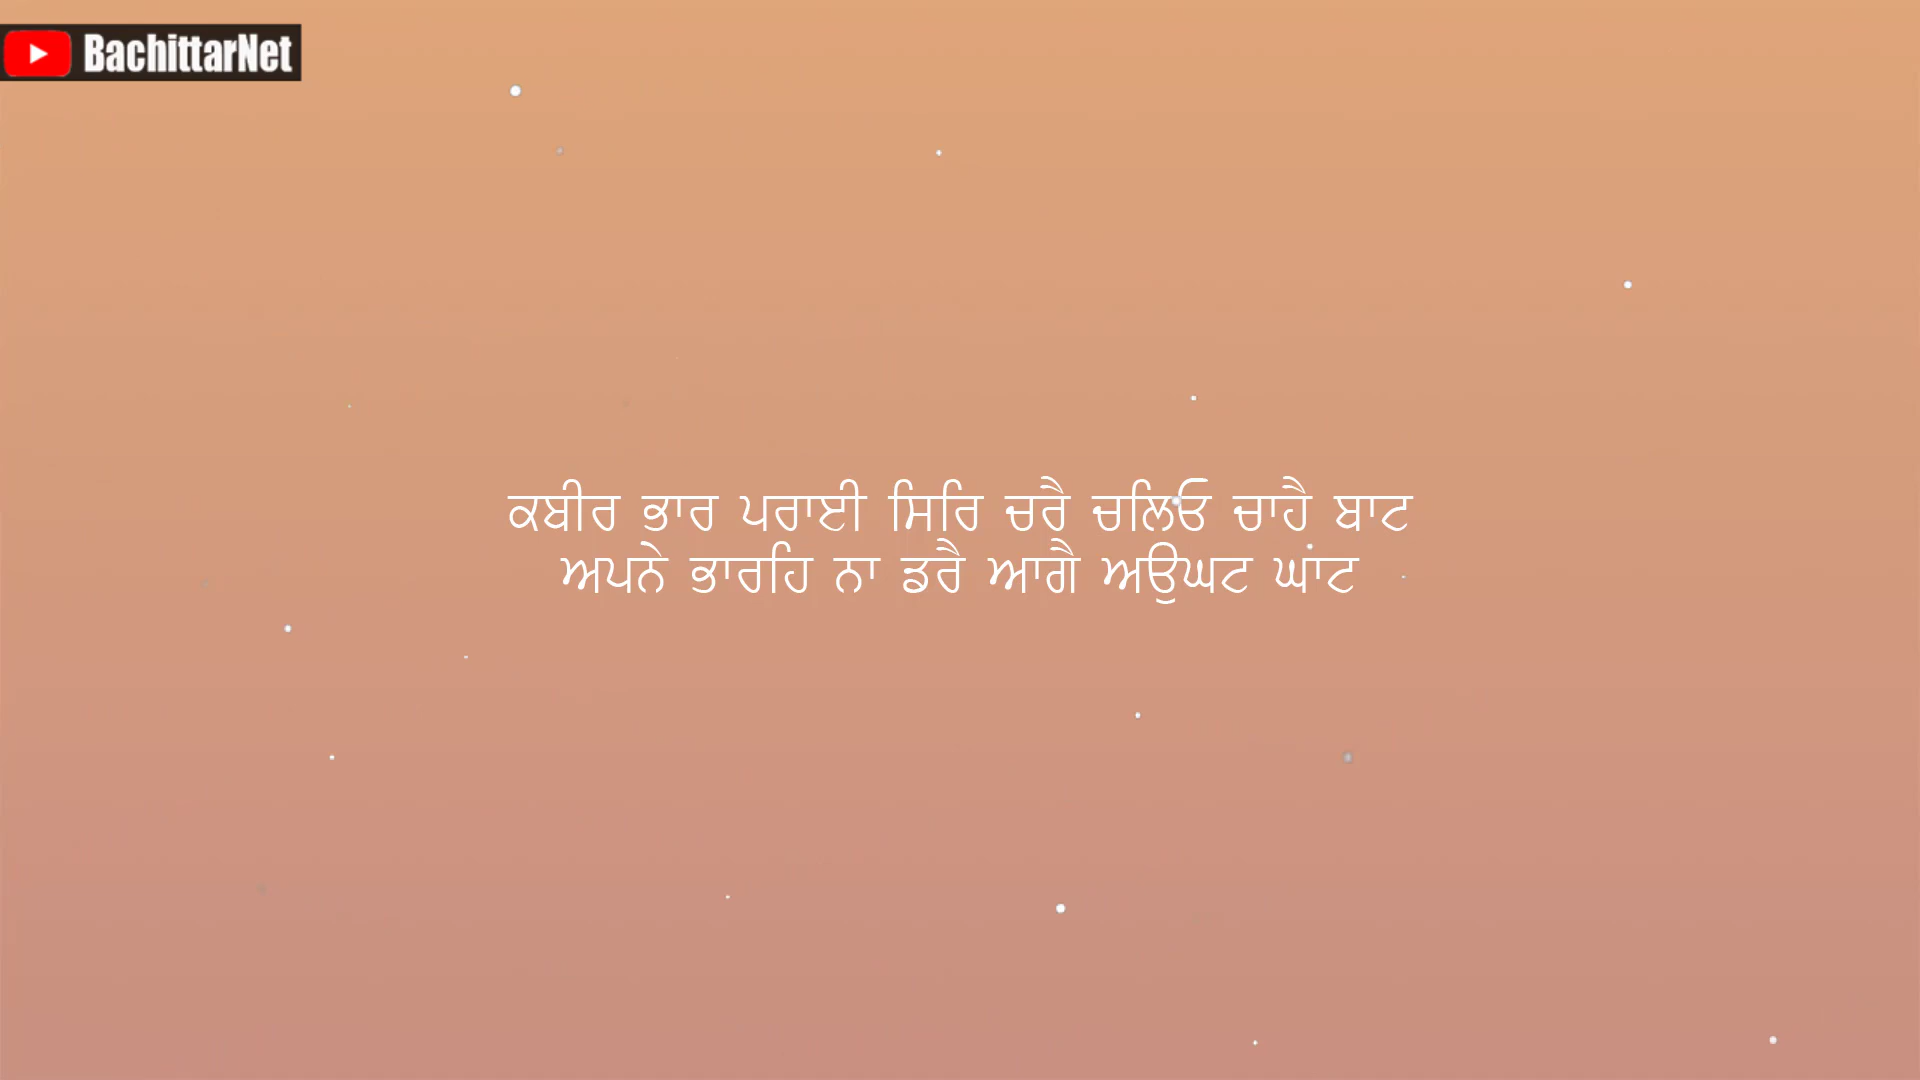 BachittarNet
ਕਬੀਰ ਭਾਰ ਪਰਾਈ ਸਿਰਿ ਚਰੈ ਚਲਿਓ ਚਾਹੈ ਬਾਟ
ਅਪਨੇ ਭਾਰਹਿ ਨਾ ਡਰੈ ਆਗੈ ਅਉਘਟ ਘਾਂਟ